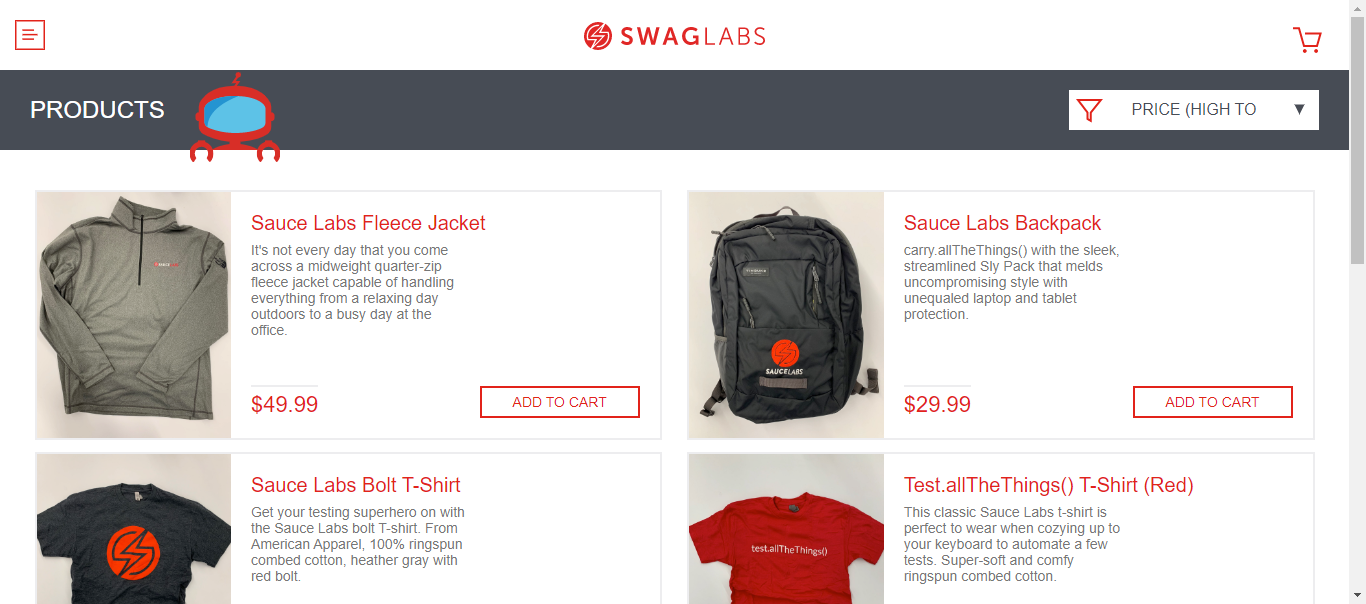 SWAGLABS
PRODUCTS
PRICE (HIGH TO
▼
Sauce Labs Fleece Jacket
It's not every day that you come
across a midweight quarter-zip
fleece jacket capable of handling
everything from a relaxing day
outdoors to a busy day at the
office.
$49.99
ADD TO CART
SAUCELABS
Sauce Labs Backpack
carry.allTheThings() with the sleek,
streamlined Sly Pack that melds
uncompromising style with
unequaled laptop and tablet
protection.
$29.99
ADD TO CART
Sauce Labs Bolt T-Shirt
Get your testing superhero on with
the Sauce Labs bolt T-shirt. From
American Apparel, 100% ringspun
combed cotton, heather gray with
red bolt.
test.allTheThings()
Test.allTheThings() T-Shirt (Red)
This classic Sauce Labs t-shirt is
perfect to wear when cozying up to
your keyboard to automate a few
tests. Super-soft and comfy
ringspun combed cotton.